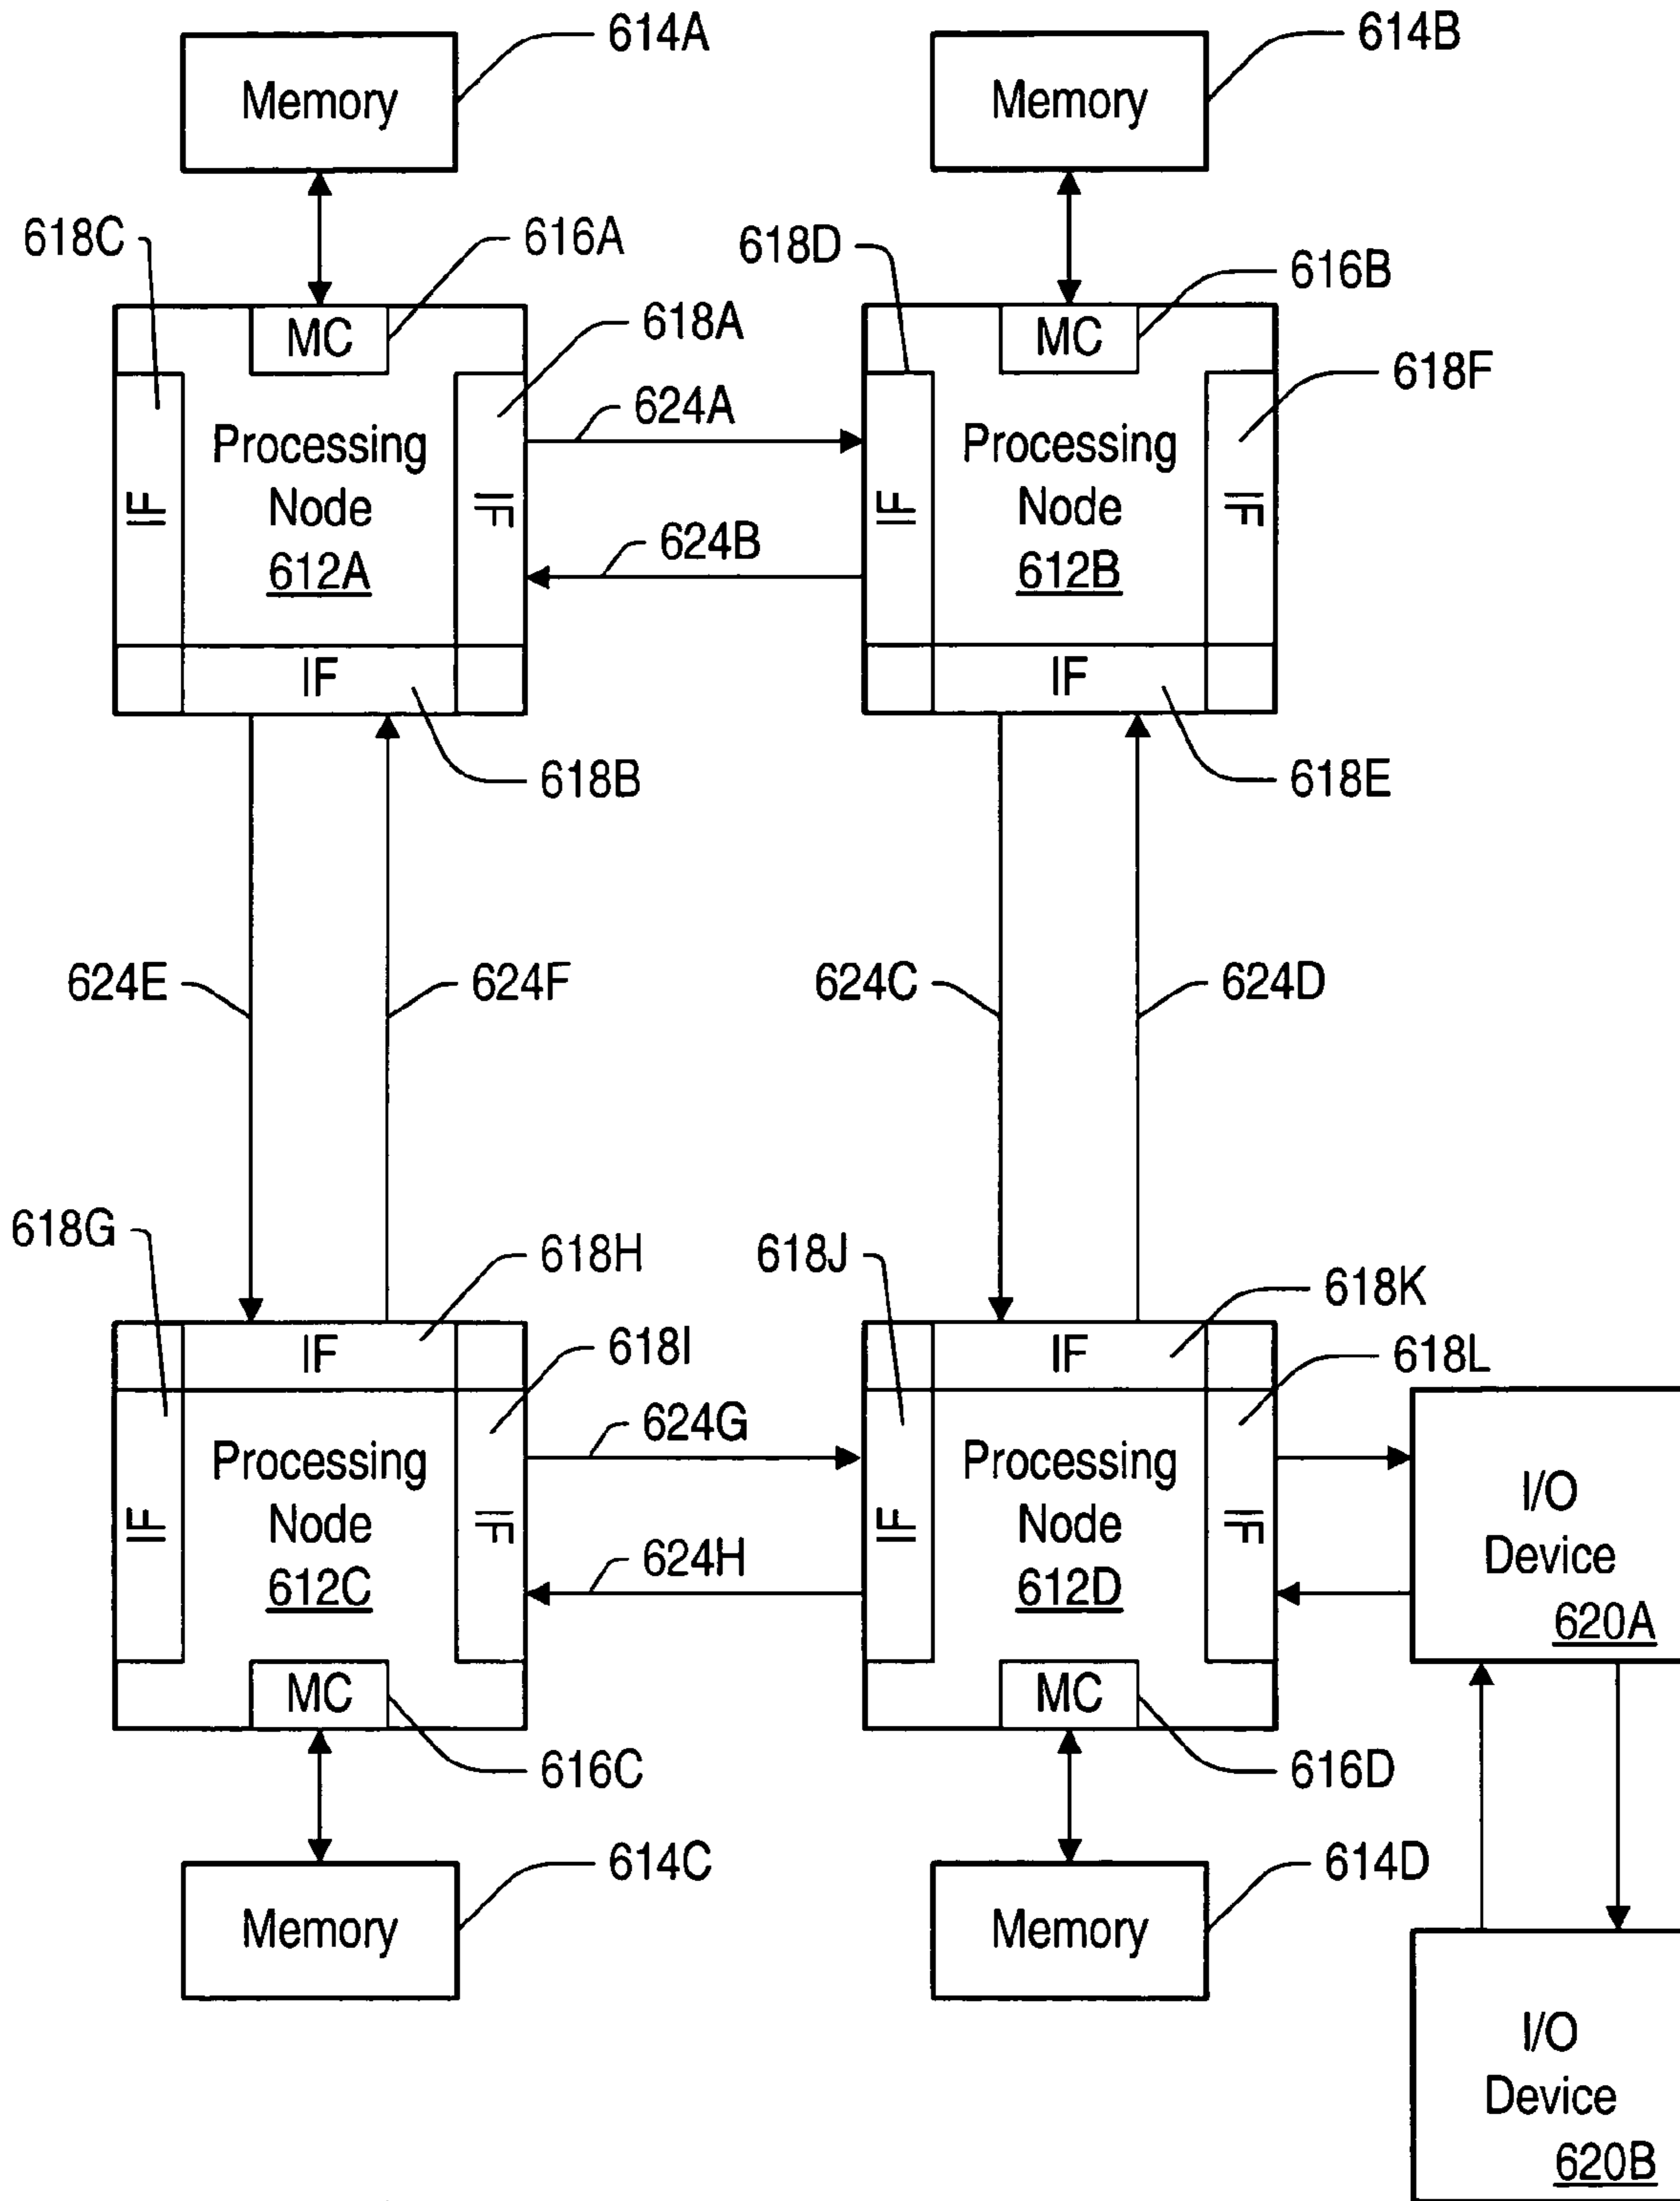 614A
614B
Memory
Memory
618C
616A
618D
616B
MC
618A
MC
618F
624A
Processing
Node
612A
IF
IF
Processing
Node
612B
IF
IF
624B
IF
IF
618B
618E
624E
624F
624C
624D
618G
618H
618J
618K
IF
618I
IF
618L
624G
Processing
Node
612C
IF
IF
Processing
Node
612D
IF
IF
I/O
Device
620A
624H
MC
MC
616C
616D
614C
614D
Memory
Memory
I/O
Device
620B